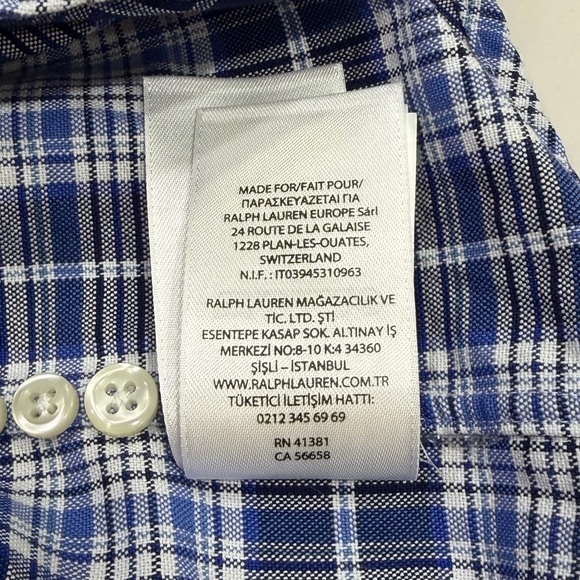 MADE FOR/FAIT POUR/
ΠΑΡΑΣΚΕΥΑΖΕΤΑΙ ΓΙΑ
RALPH LAUREN EUROPE Sárl
24 ROUTE DE LA GALAISE
1228 PLAN-LES-OUATES,
SWITZERLAND
N.I.F. : IT03945310963
RALPH LAUREN MAĞAZACILIK VE
TİC. LTD. ŞTİ
ESENTEPE KASAP SOK. ALTINAY İŞ
MERKEZİ NO:8-10 K:4 34360
ŞİŞLİ – İSTANBUL
WWW.RALPHLAUREN.COM.TR
TÜKETİCİ İLETİŞİM HATTI:
0212 345 69 69
RN 41381
CA 56658